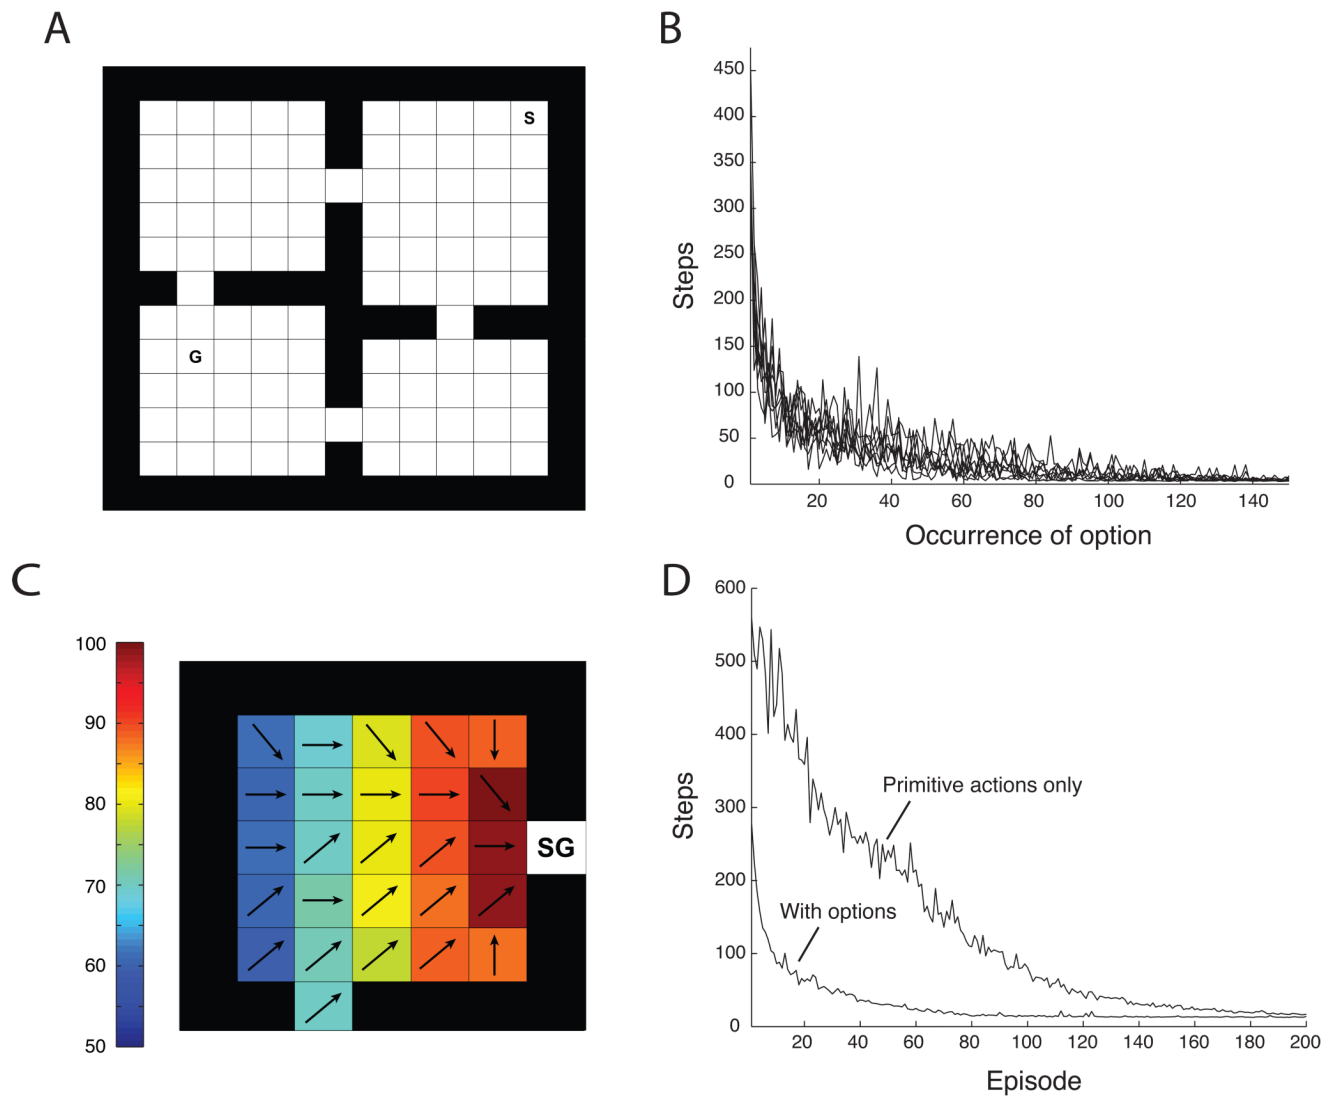 A
S
G
B
450
400
350
300
250
200
150
100
50
0
Steps
20 40 60 80 100 120 140
Occurrence of option
C
100
90
80
70
60
50
SG
D
600
500
400
300
200
100
0
Steps
Primitive actions only
With options
20 40 60 80 100 120 140 160 180 200
Episode